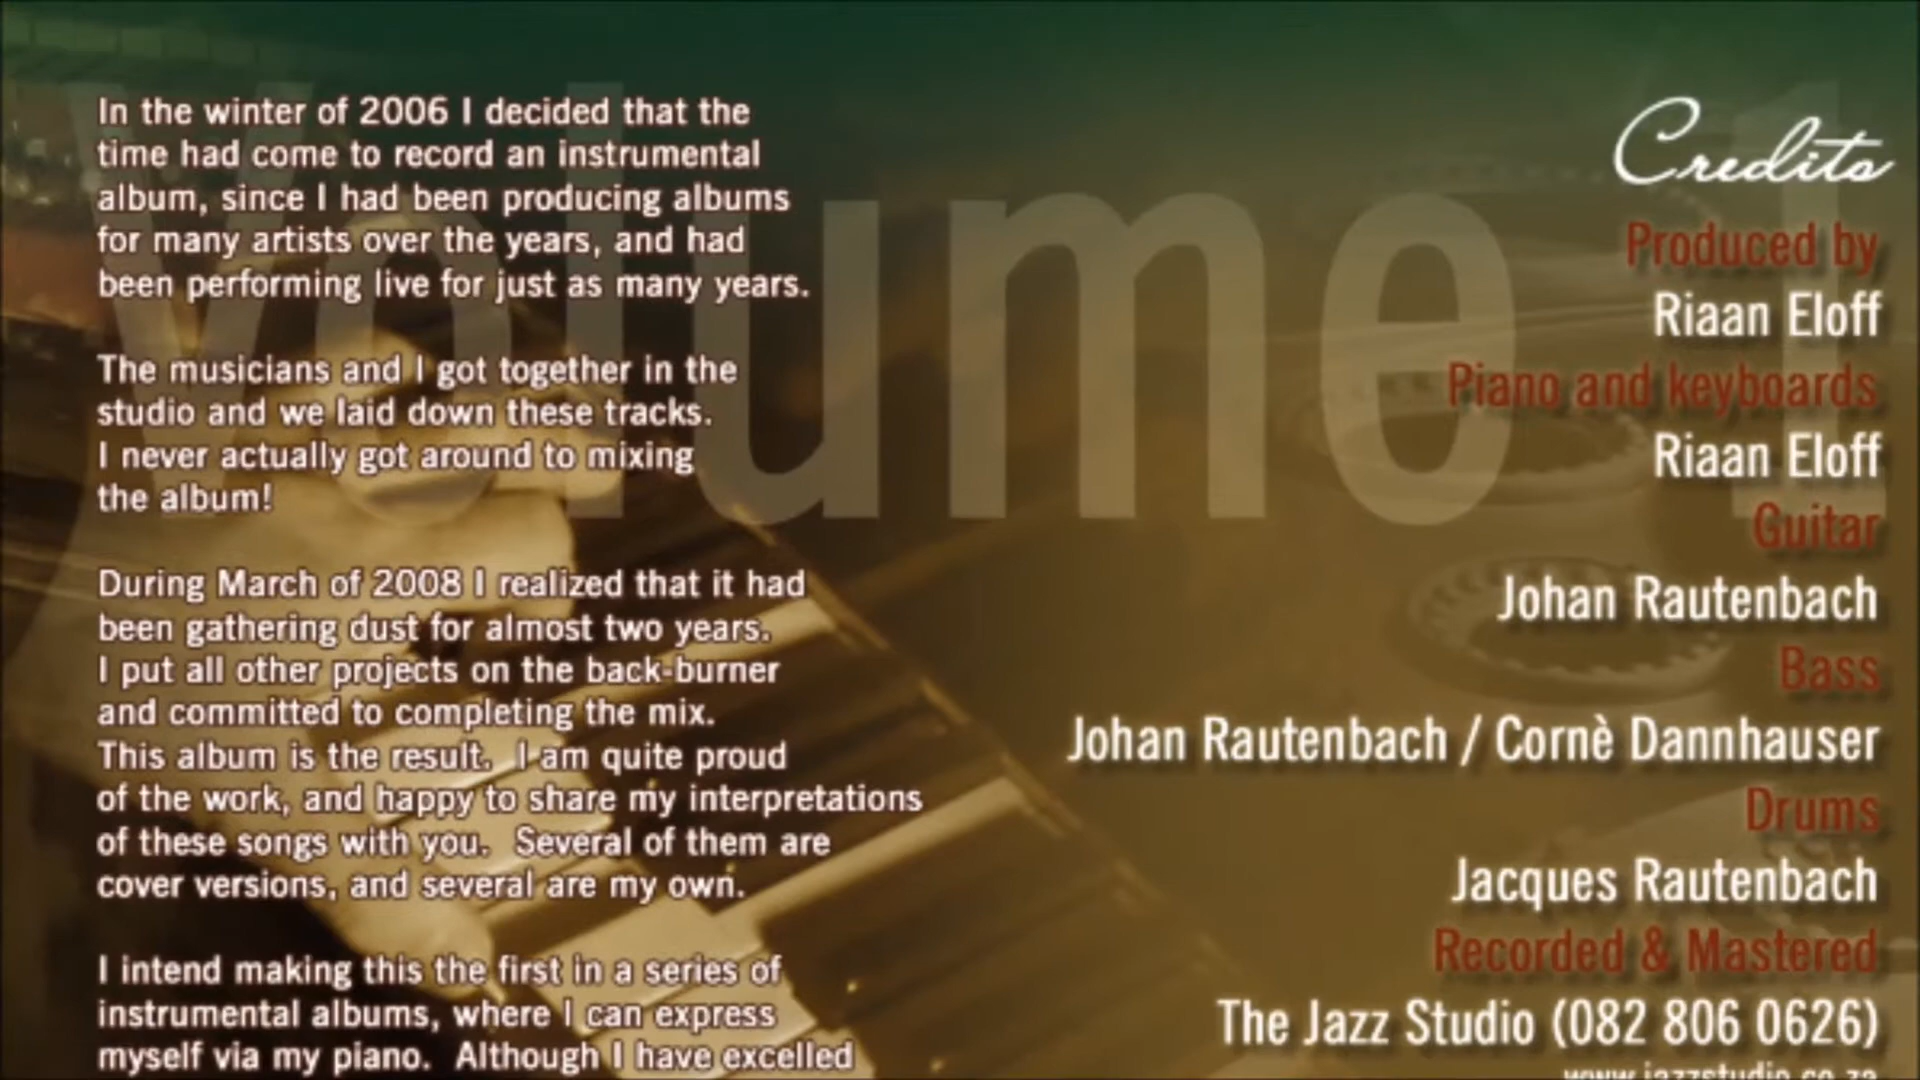 Volume 1
In the winter of 2006 I decided that the
time had come to record an instrumental
album, since I had been producing albums
for many artists over the years, and had
been performing live for just as many years.
The musicians and I got together in the
studio and we laid down these tracks.
I never actually got around to mixing
the album!
During March of 2008 I realized that it had
been gathering dust for almost two years.
I put all other projects on the back-burner
and committed to completing the mix.
This album is the result.  I am quite proud
of the work, and happy to share my interpretations
of these songs with you.  Several of them are
cover versions, and several are my own.
I intend making this the first in a series of
instrumental albums, where I can express
myself via my piano.  Although I have excelled
Credits
Produced by
Riaan Eloff
Piano and keyboards
Riaan Eloff
Guitar
Johan Rautenbach
Bass
Johan Rautenbach / Cornè Dannhauser
Drums
Jacques Rautenbach
Recorded & Mastered
The Jazz Studio (082 806 0626)
www.jazzstudio.co.za